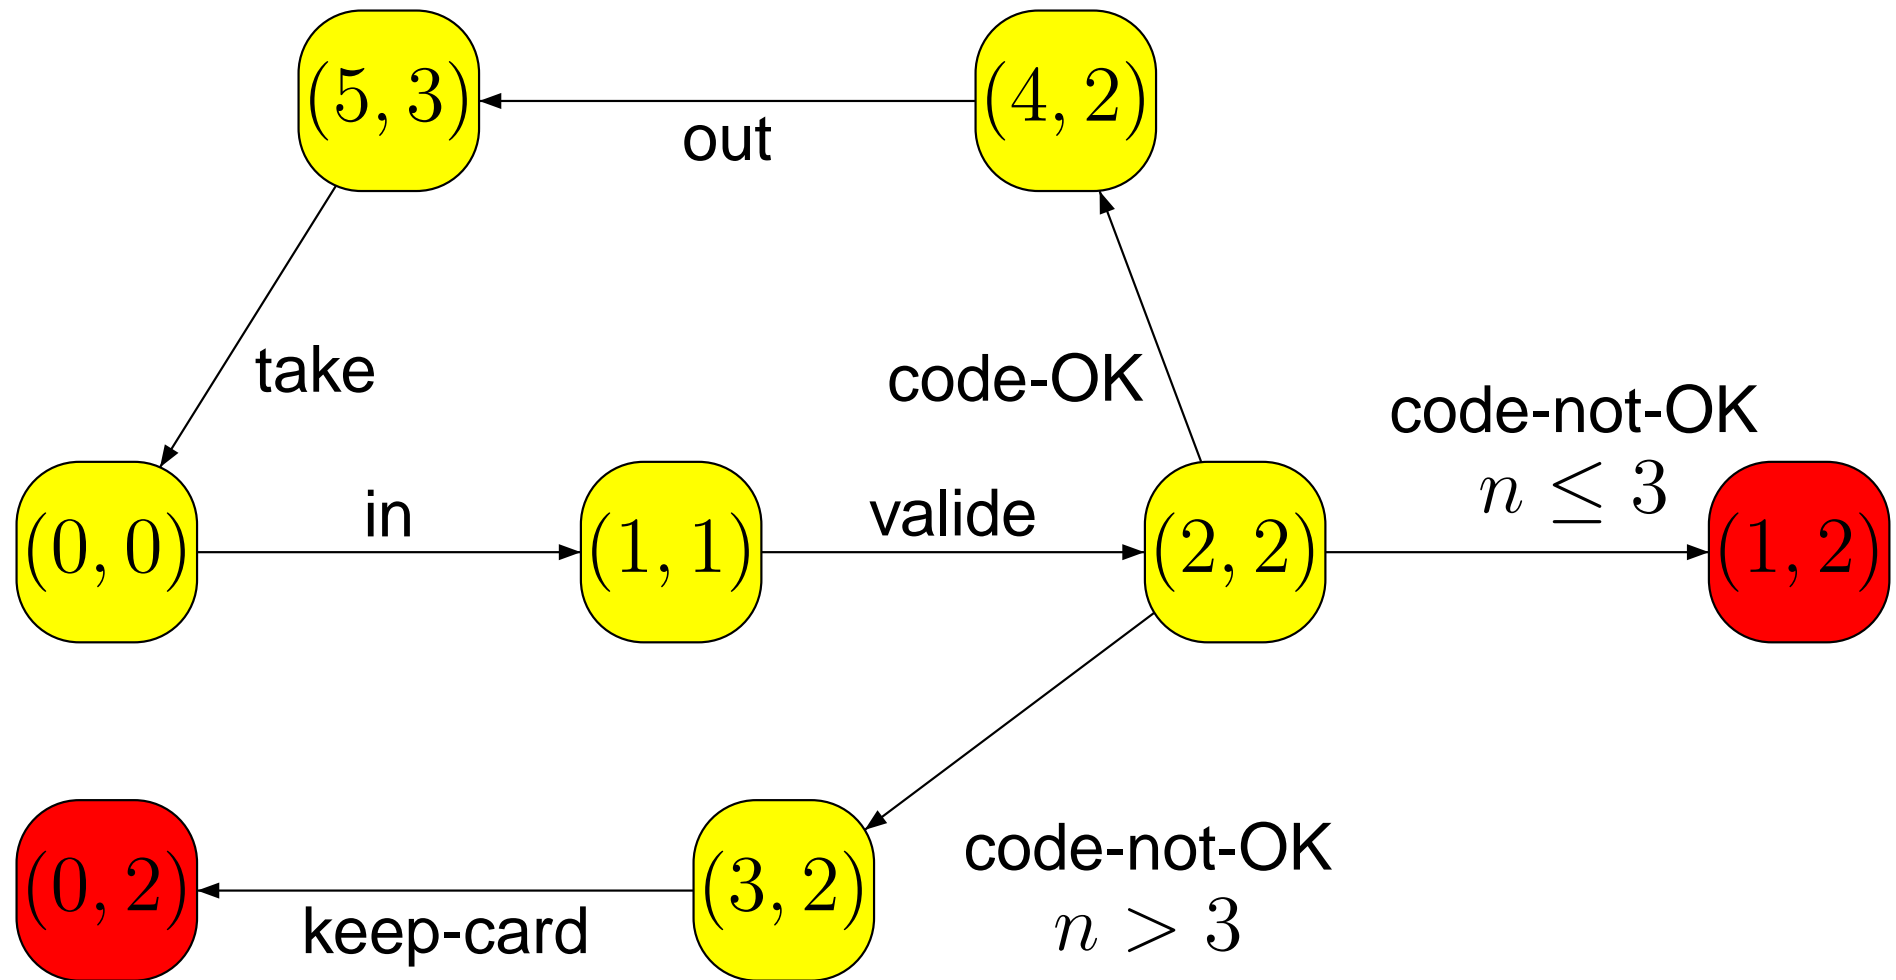 (5, 3)
(4, 2)
out
take
code-OK
code-not-OK
n ≤ 3
(0, 0)
in
(1, 1)
valide
(2, 2)
(1, 2)
(0, 2)
keep-card
(3, 2)
code-not-OK
n > 3